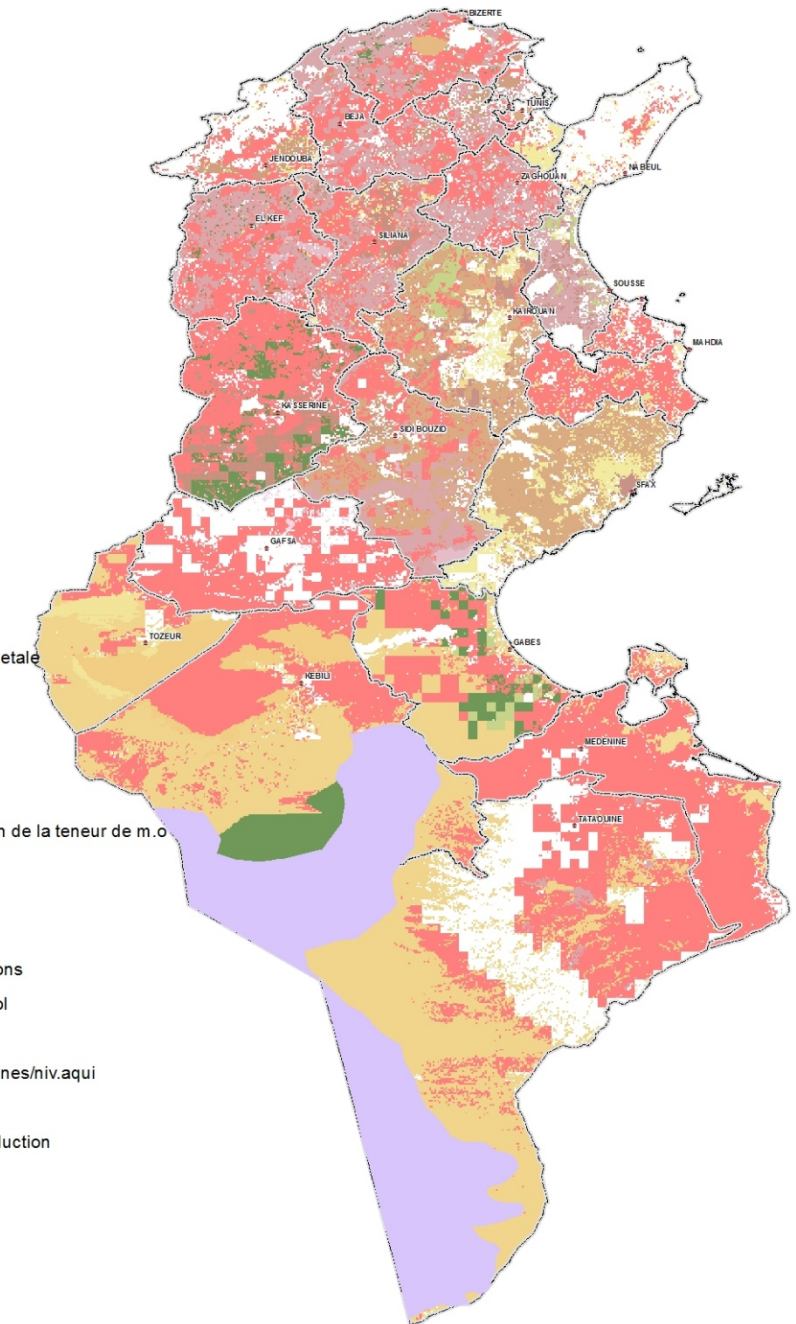 BIZERTE
TUNIS
BEJA
JENDOUBA
NABEUL
ZAGHOUAN
EL KEF
SILIANA
SOUSSE
KAIROUAN
MAHDIA
KASSERINE
SIDI BOUZID
SFAX
GAFSA
TOZEUR
GABES
etale
KEBILI
MEDENINE
TATAOUINE
n de la teneur de m.o
ons
ol
nes/niv.aqui
luction